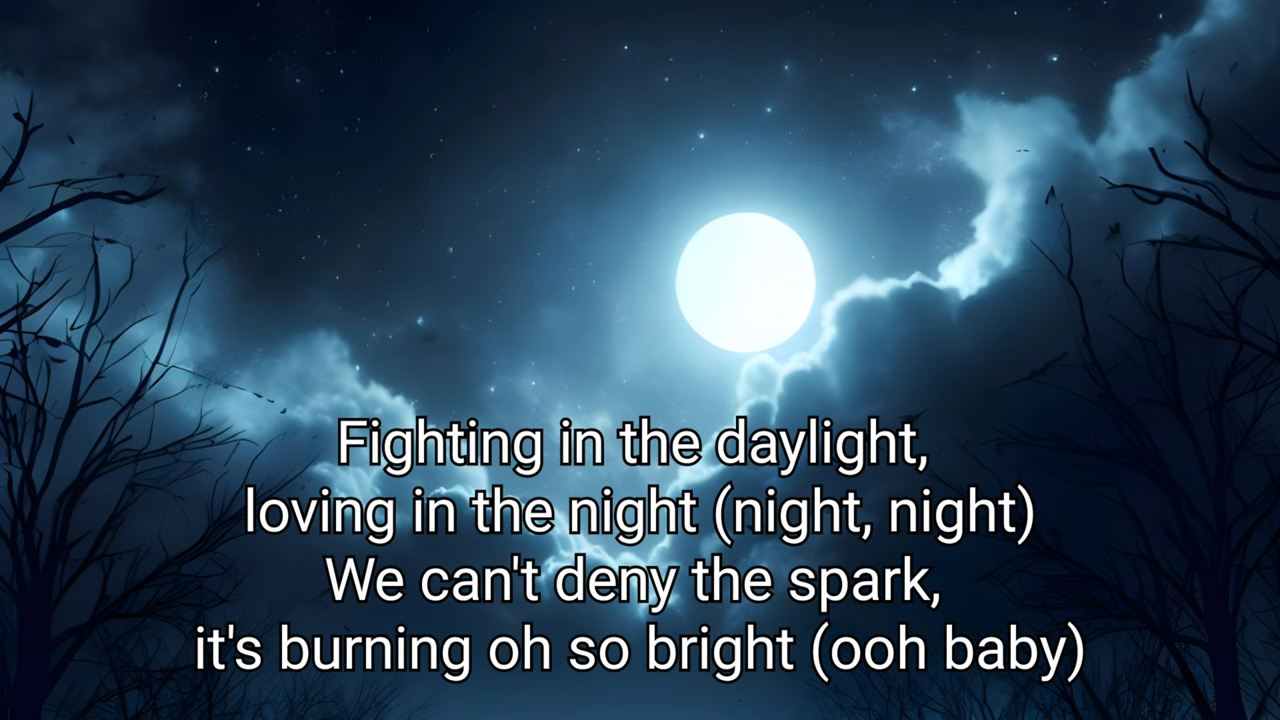 Fighting in the daylight,
loving in the night (night, night)
We can't deny the spark,
it's burning oh so bright (ooh baby)